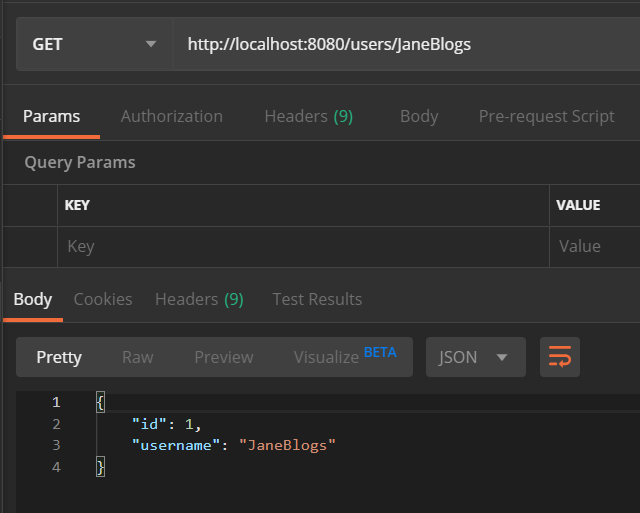 GET http://localhost:8080/users/JaneBlogs
Params Authorization Headers (9) Body Pre-request Script
Query Params
KEY VALUE
Key Value
Body Cookies Headers (9) Test Results
Pretty Raw Preview Visualize BETA JSON
1 {
2 "id": 1,
3 "username": "JaneBlogs"
4 }